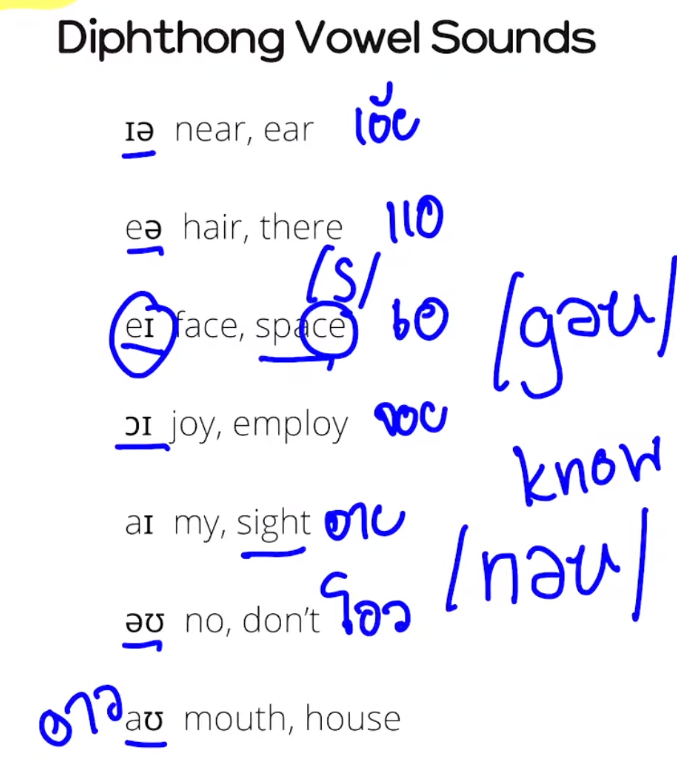 Diphthong Vowel Sounds
ɪə near, ear เอีย
eə hair, there แอ
/s/
eɪ face, space เอ /gəʊ/
ɔɪ joy, employ ออย
know
aɪ my, sight อาย
/nəʊ/
əʊ no, don't โอว
อาว aʊ mouth, house